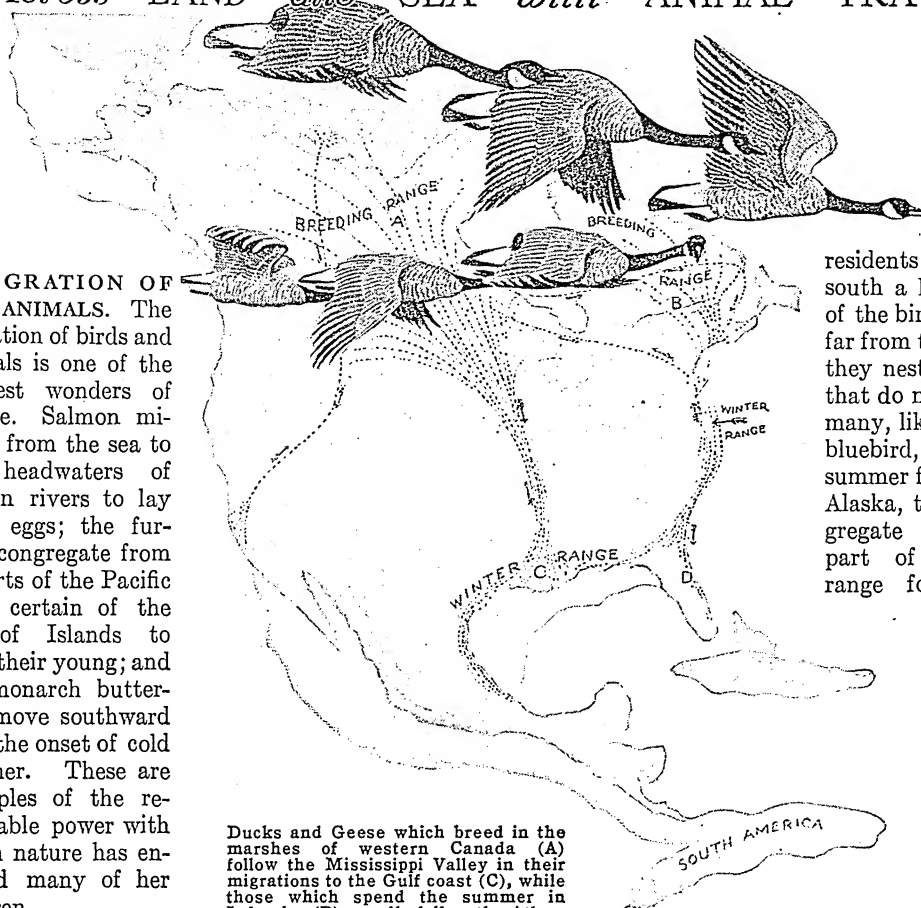 LAND and SEA with ANIMAL TRA
BREEDING RANGE
A
BREEDING
RANGE
B
WINTER
RANGE
WINTER C RANGE
D
SOUTH AMERICA
GRATION OF
ANIMALS. The
tion of birds and
als is one of the
est wonders of
e. Salmon mi-
from the sea to
headwaters of
n rivers to lay
eggs; the fur-
congregate from
rts of the Pacific
certain of the
of Islands to
their young; and
monarch butter-
move southward
the onset of cold
ner. These are
ples of the re-
able power with
n nature has en-
d many of her
residents
south a
of the bir
far from t
they nest
that do n
many, lik
bluebird,
summer f
Alaska, t
gregate
part of
range fo
Ducks and Geese which breed in the
marshes of western Canada (A)
follow the Mississippi Valley in their
migrations to the Gulf coast (C), while
those which spend the summer in